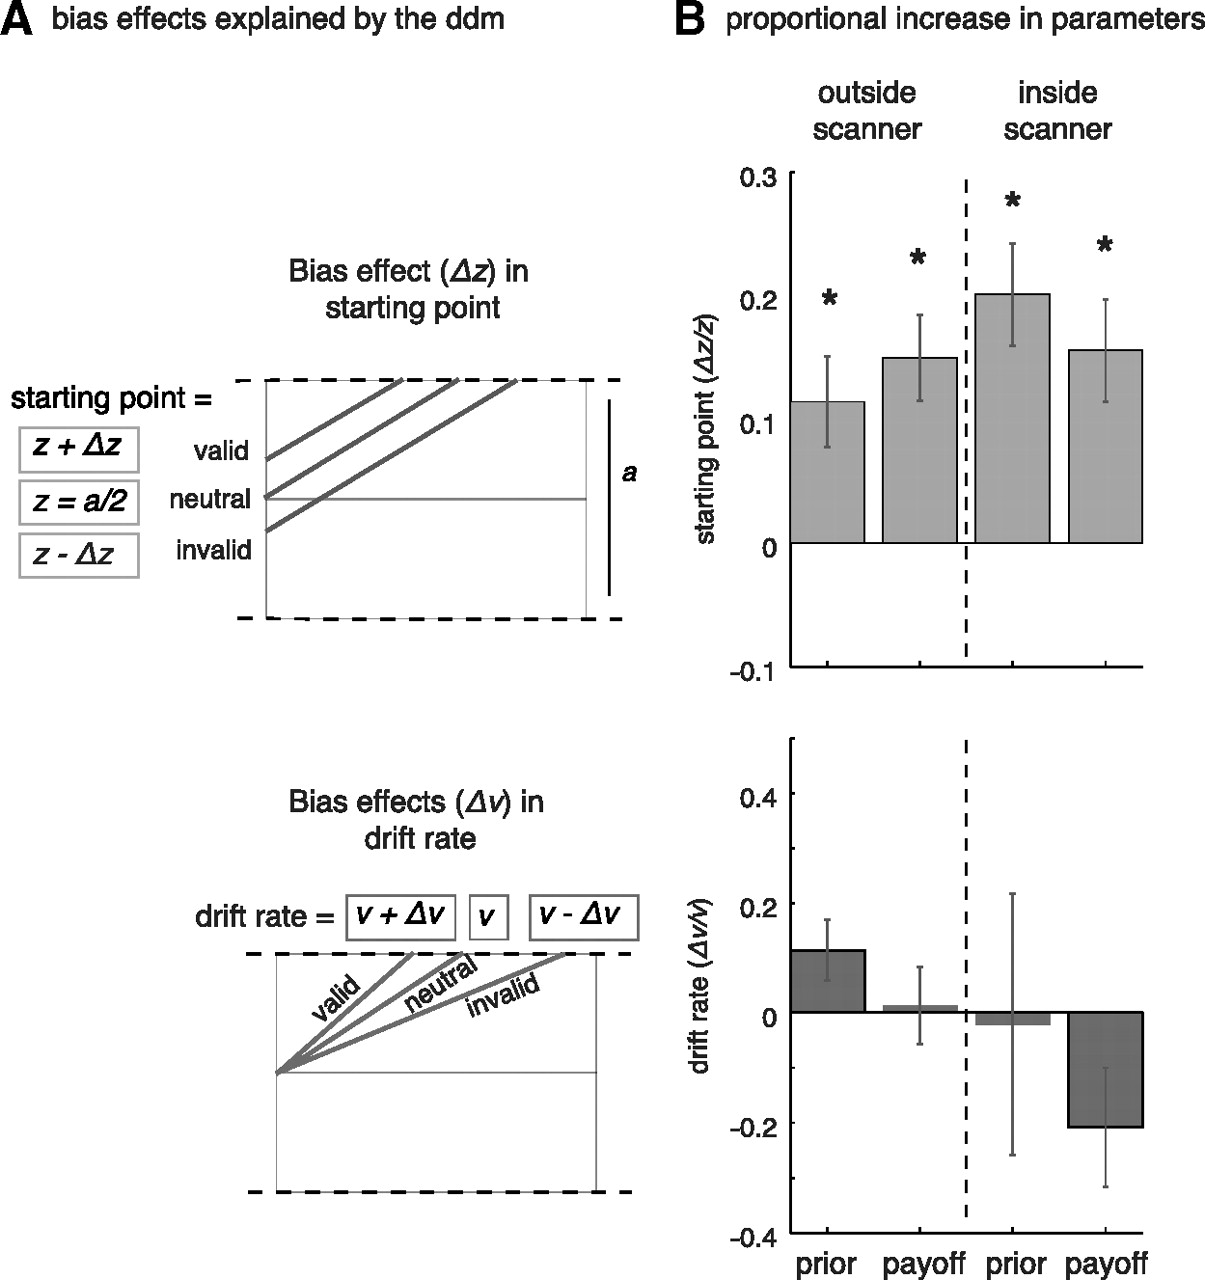 A bias effects explained by the ddm
Bias effect (Δz) in
starting point
starting point =
z + Δz
z = a/2
z - Δz
valid
neutral
invalid
a
Bias effects (Δv) in
drift rate
drift rate = v + Δv v v - Δv
valid
neutral
invalid
B proportional increase in parameters
outside
scanner
inside
scanner
starting point (Δz/z)
0.3
0.2
0.1
0
-0.1
* * * *
drift rate (Δv/v)
0.4
0.2
0
-0.2
-0.4
prior payoff prior payoff